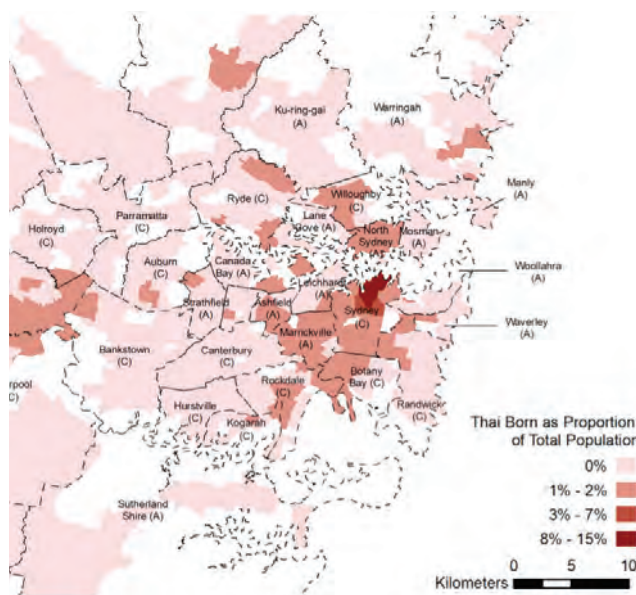 Ku-ring-gai
(A)
Warringah
(A)
Manly
(A)
Willoughby
(C)
Ryde (C)
Lane
Cove (A)
North
Sydney
(A)
Mosman
(A)
Parramatta
(C)
Holroyd
(C)
Auburn
(C)
Canada
Bay (A)
Woollahra
(A)
Leichhardt
(A)
Strathfield
(A)
Ashfield
(A)
Sydney
(C)
Waverley
(A)
Marrickville
(A)
Bankstown
(C)
Canterbury
(C)
Botany
Bay (C)
erpool
C)
Rockdale
(C)
Hurstville
(C)
Kogarah
(C)
Randwick
(C)
Sutherland
Shire (A)
Thai Born as Proportion
of Total Population
0%
1% - 2%
3% - 7%
8% - 15%
0 5 10
Kilometers